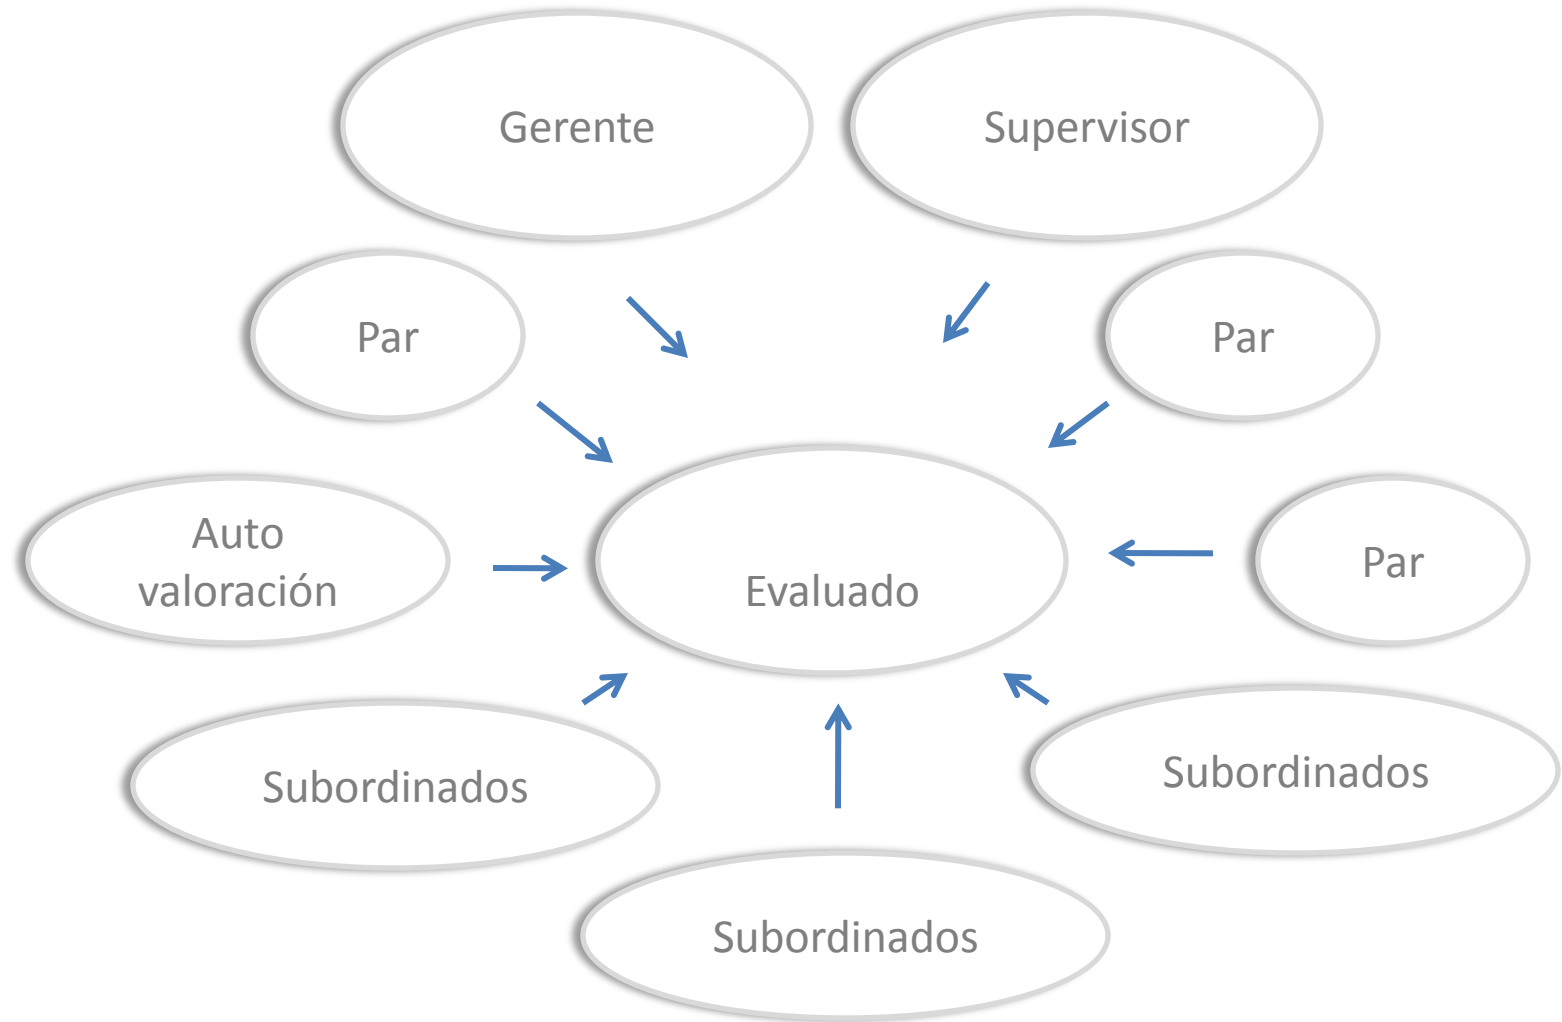 Gerente
Supervisor
Par
Par
Auto
valoración
Evaluado
Par
Subordinados
Subordinados
Subordinados